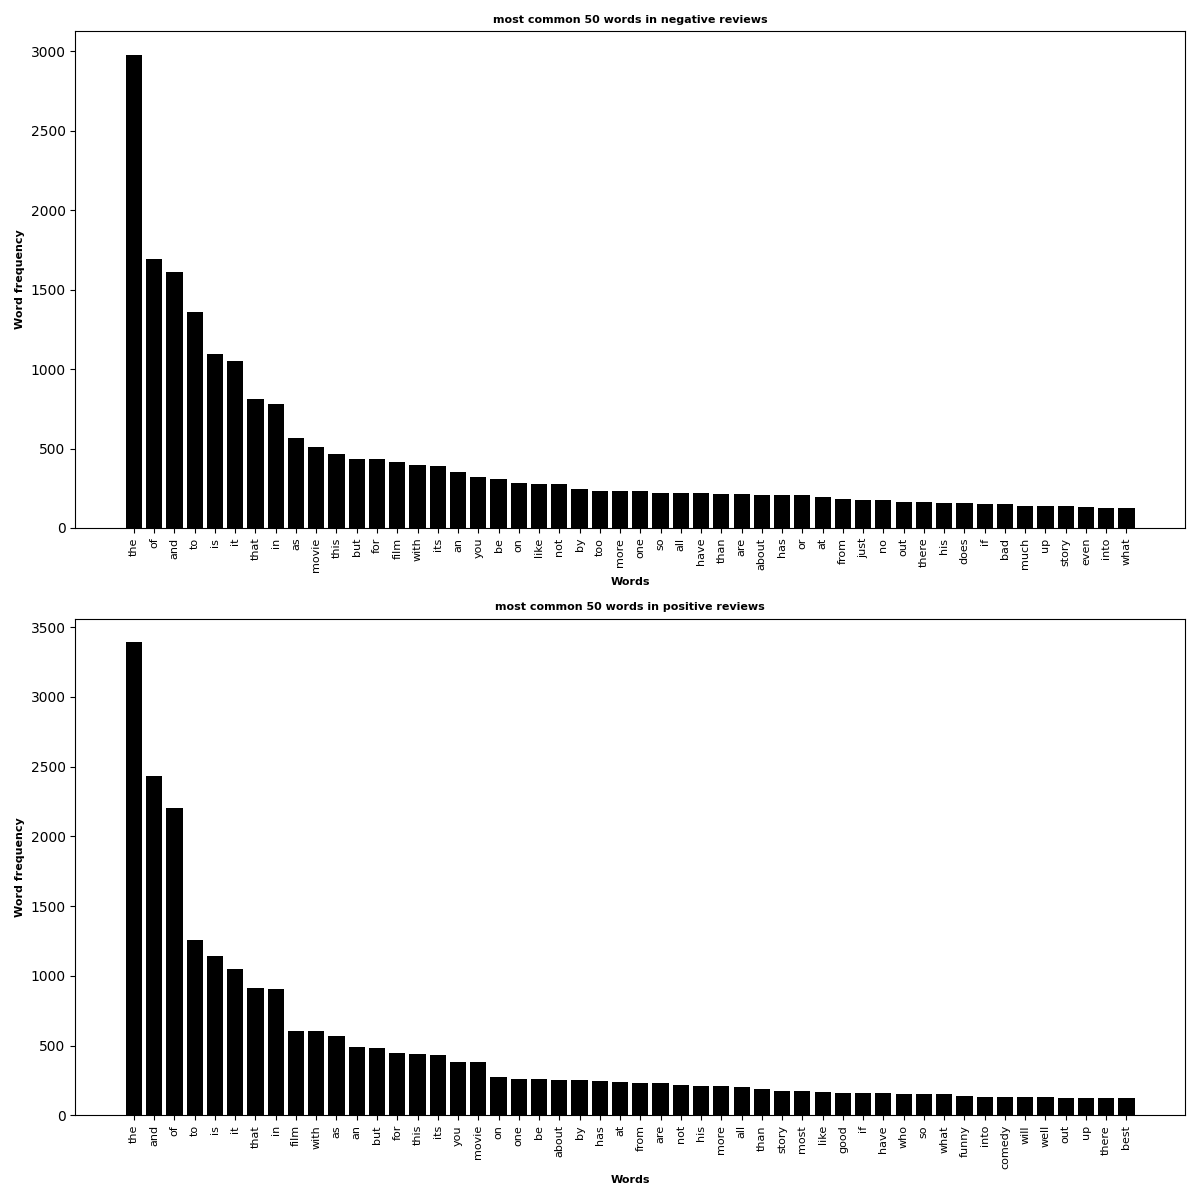 most common 50 words in negative reviews
Word frequency
3000
2500
2000
1500
1000
500
0
the of and to is it that in as movie this but for film with its an you be on like not by too more one so all have than are about has or at from just no out there his does if bad much up story even into what
Words
most common 50 words in positive reviews
Word frequency
3500
3000
2500
2000
1500
1000
500
0
the and of to is it that in film with as an but for this its you movie on one be about by has at from are not his more all than story most like good if have who so what funny into comedy will well out up there best
Words